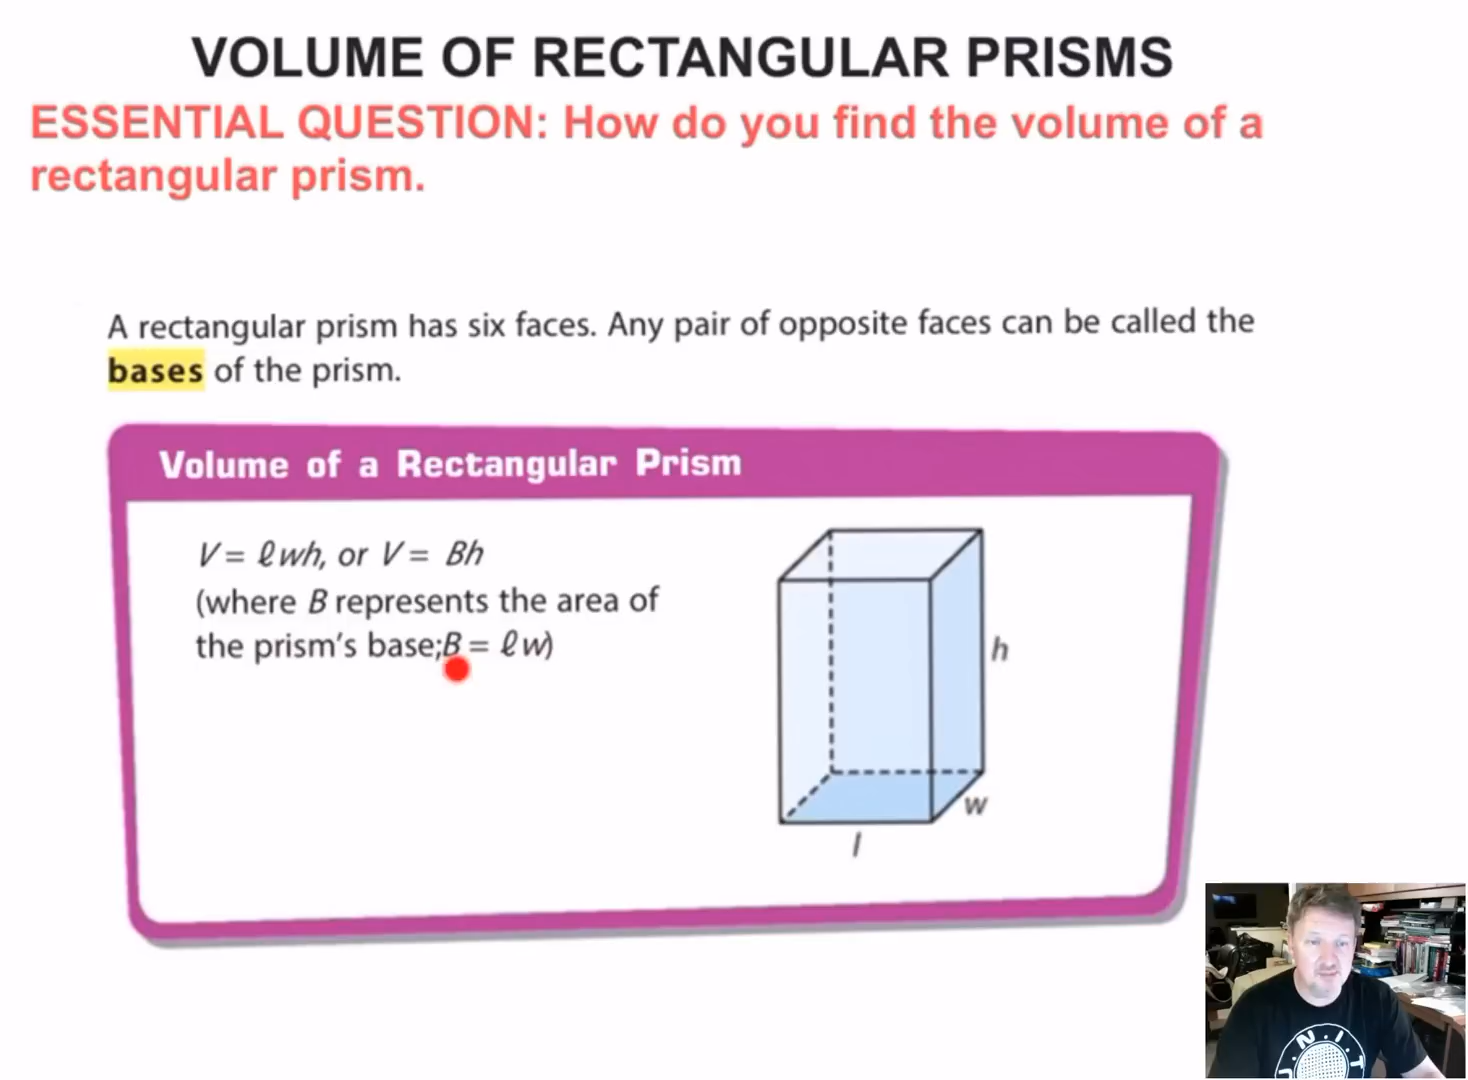 VOLUME OF RECTANGULAR PRISMS
ESSENTIAL QUESTION: How do you find the volume of a
rectangular prism.
A rectangular prism has six faces. Any pair of opposite faces can be called the
bases of the prism.
Volume of a Rectangular Prism
V = ℓwh, or V = Bh
(where B represents the area of
the prism's base;B = ℓw)
h
w
l
U.N.I.T